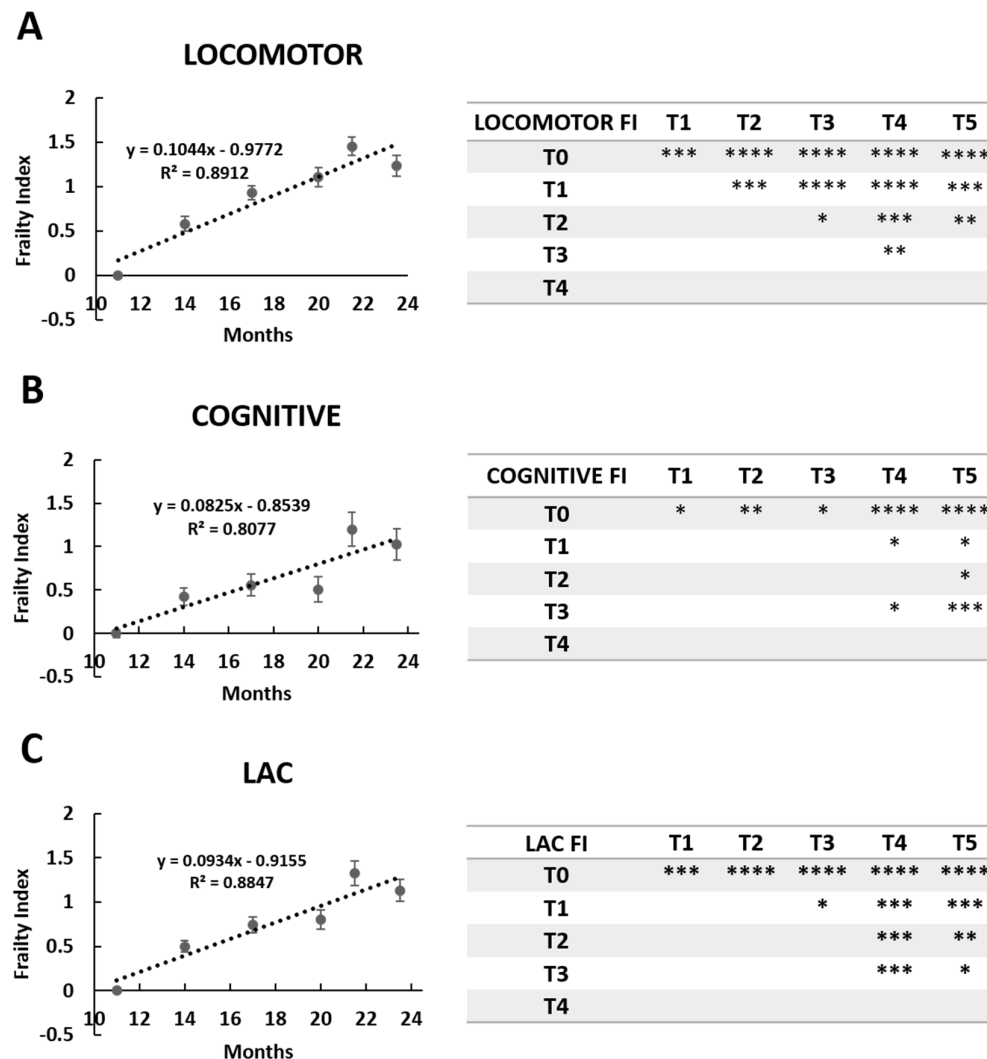 A
LOCOMOTOR
2
1.5
1
0.5
0
-0.5
y = 0.1044x - 0.9772
R² = 0.8912
Frailty Index
10 12 14 16 18 20 22 24
Months
LOCOMOTOR FI T1 T2 T3 T4 T5
T0 *** **** **** **** ****
T1 *** **** **** ***
T2 * *** **
T3 **
T4
B
COGNITIVE
2
1.5
1
0.5
0
-0.5
y = 0.0825x - 0.8539
R² = 0.8077
Frailty Index
10 12 14 16 18 20 22 24
Months
COGNITIVE FI T1 T2 T3 T4 T5
T0 * ** * **** ****
T1 * *
T2 *
T3 * ***
T4
C
LAC
2
1.5
1
0.5
0
-0.5
y = 0.0934x - 0.9155
R² = 0.8847
Frailty Index
10 12 14 16 18 20 22 24
Months
LAC FI T1 T2 T3 T4 T5
T0 *** **** **** **** ****
T1 * *** ***
T2 *** **
T3 *** *
T4